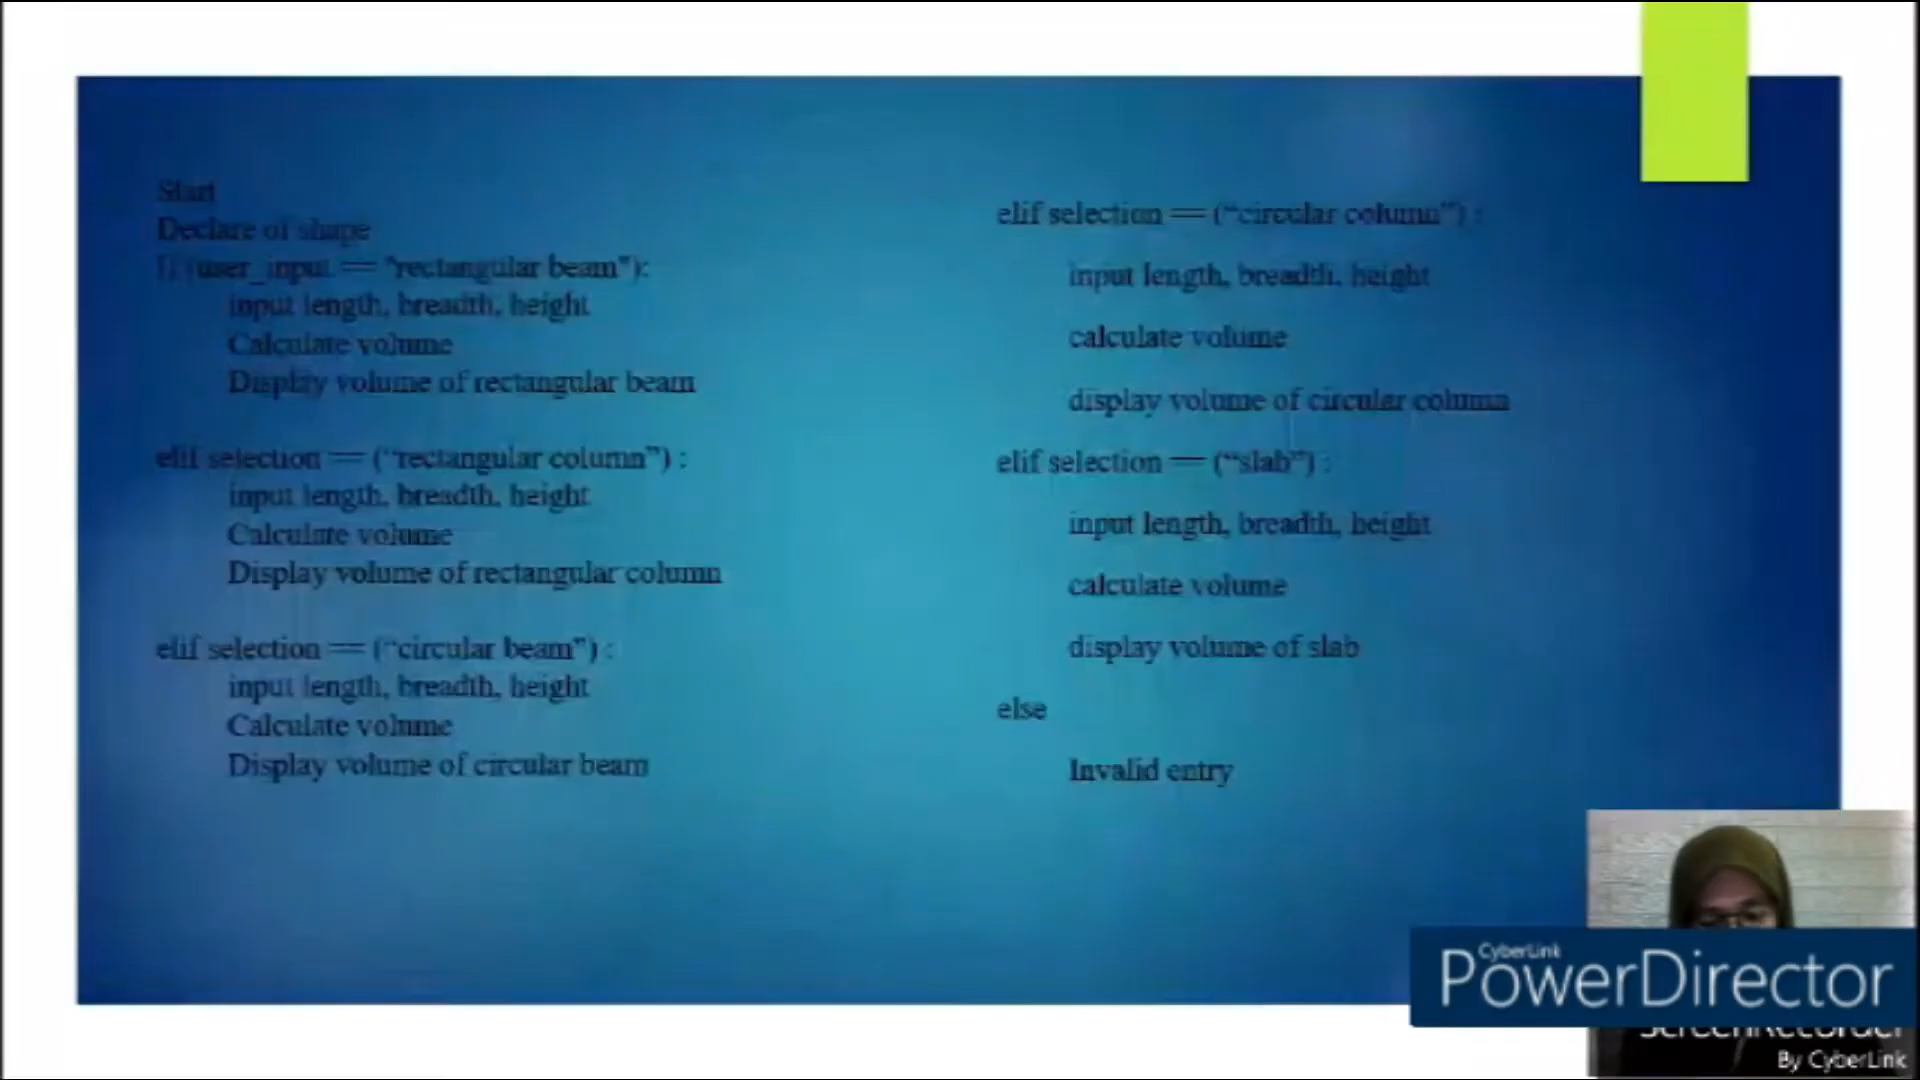 Start
Declare of shape
If (user_input == "rectangular beam"):
input length, breadth, height
Calculate volume
Display volume of rectangular beam
elif selection == (“rectangular column”) :
input length, breadth, height
Calculate volume
Display volume of rectangular column
elif selection == (“circular beam”) :
input length, breadth, height
Calculate volume
Display volume of circular beam
elif selection == (“circular column”) :
input length, breadth, height
calculate volume
display volume of circular column
elif selection == (“slab”) :
input length, breadth, height
calculate volume
display volume of slab
else
Invalid entry
CyberLink
PowerDirector
ScreenRecorder
By CyberLink